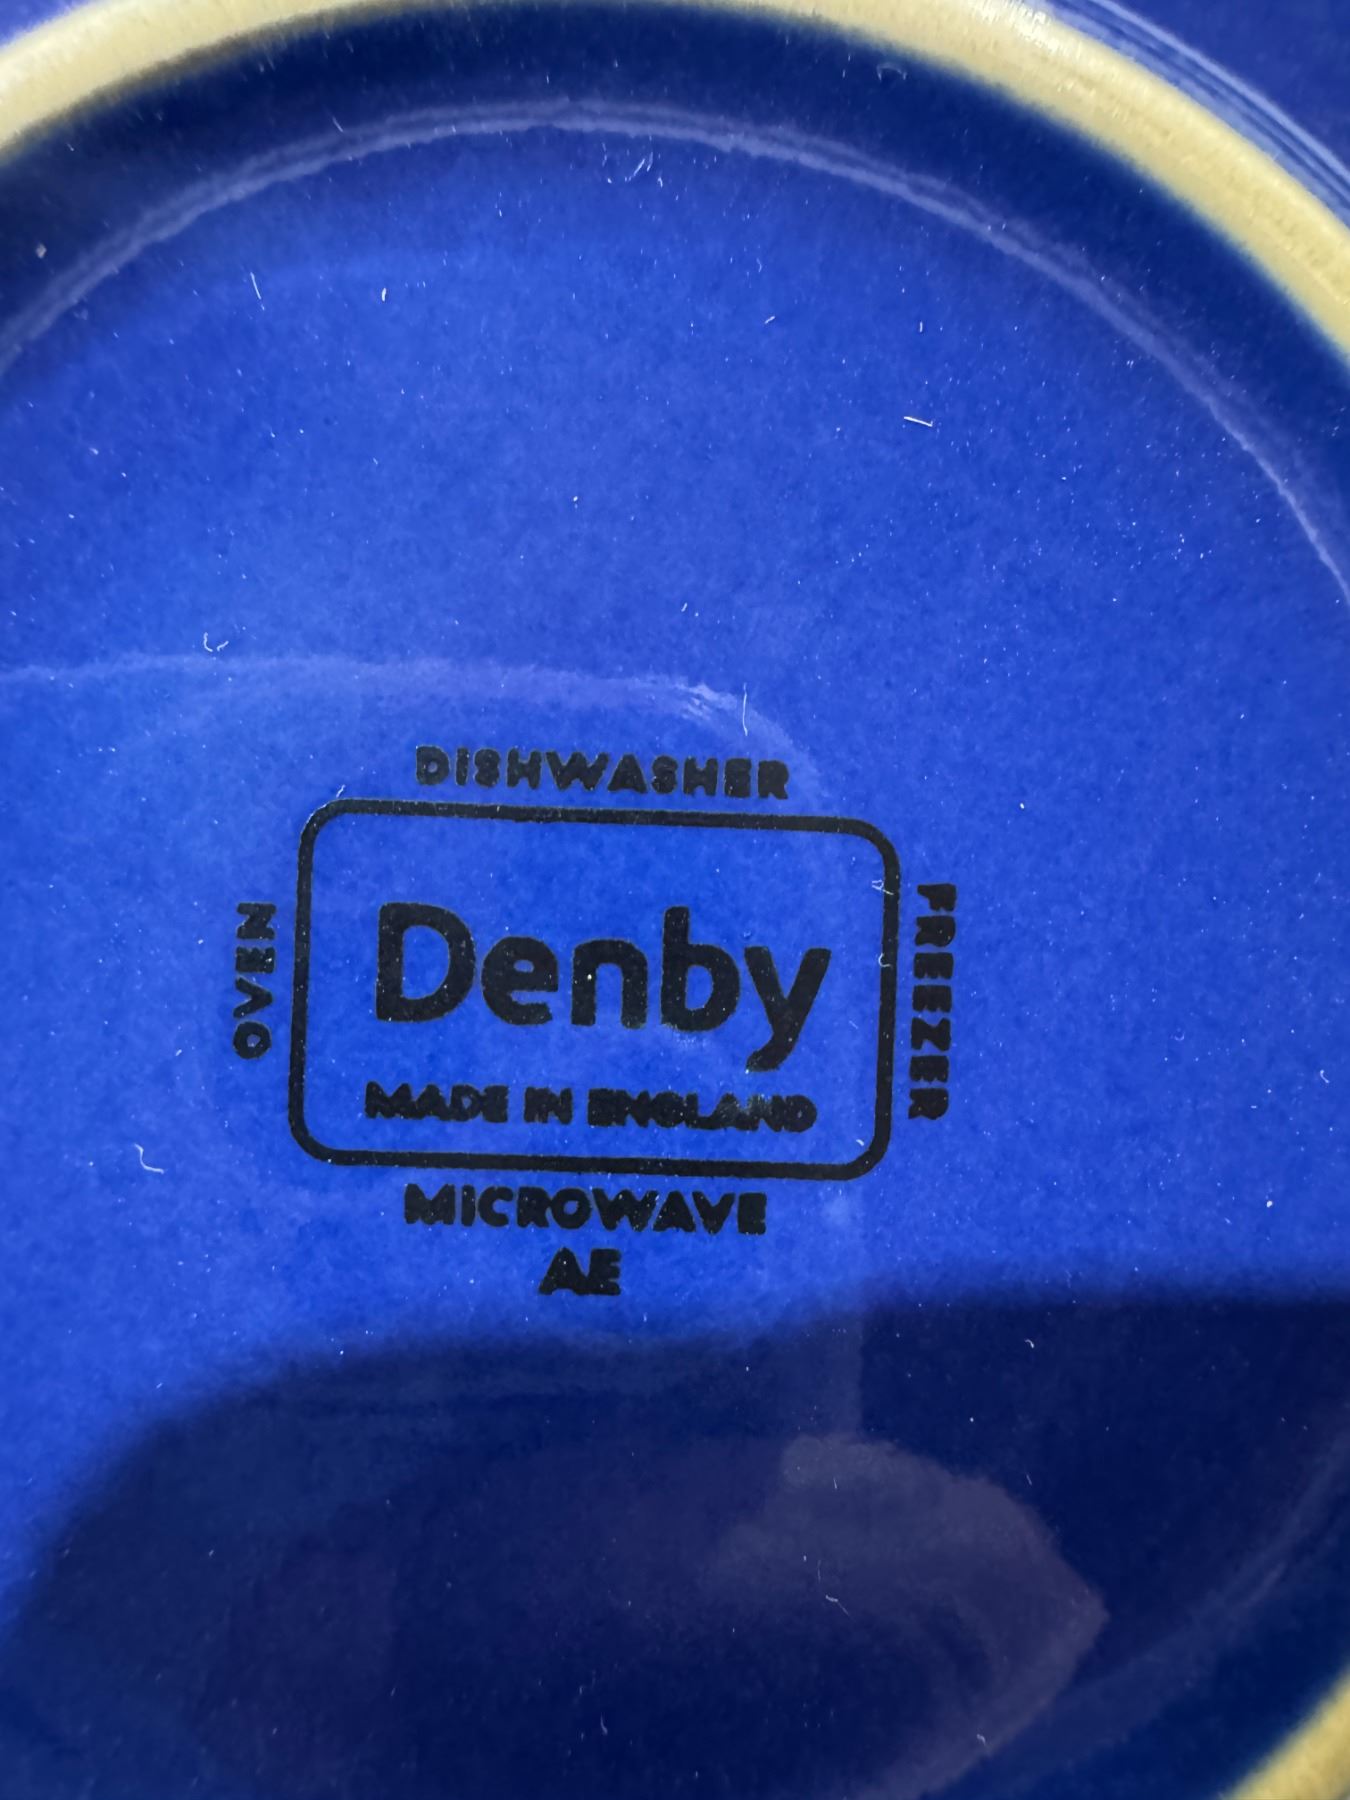 DISHWASHER
OVEN
Denby
FREEZER
MADE IN ENGLAND
MICROWAVE
AE